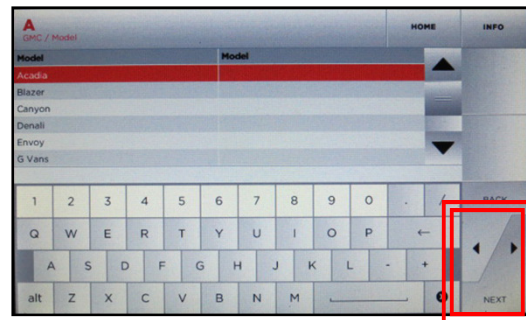 A
GMC / Model
HOME
INFO
Model Model
Acadia
Blazer
Canyon
Denali
Envoy
G Vans
1 2 3 4 5 6 7 8 9 0 . /
BACK
Q W E R T Y U I O P ←
A S D F G H J K L - +
alt Z X C V B N M
NEXT